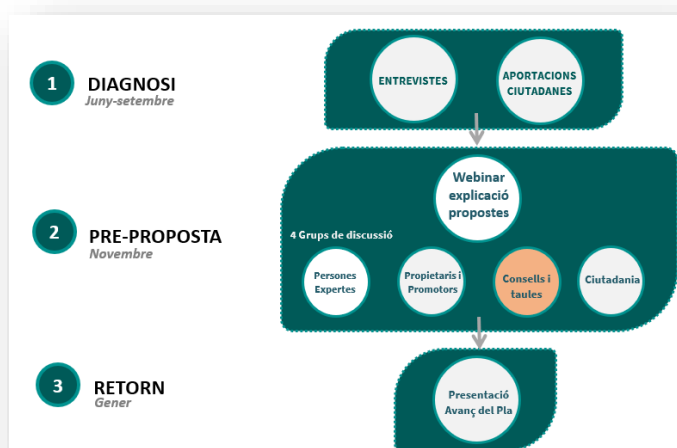 1
DIAGNOSI
Juny-setembre
ENTREVISTES
APORTACIONS
CIUTADANES
2
PRE-PROPOSTA
Novembre
Webinar
explicació
propostes
4 Grups de discussió
Persones
Expertes
Propietaris i
Promotors
Consells i
taules
Ciutadania
3
RETORN
Gener
Presentació
Avanç del Pla